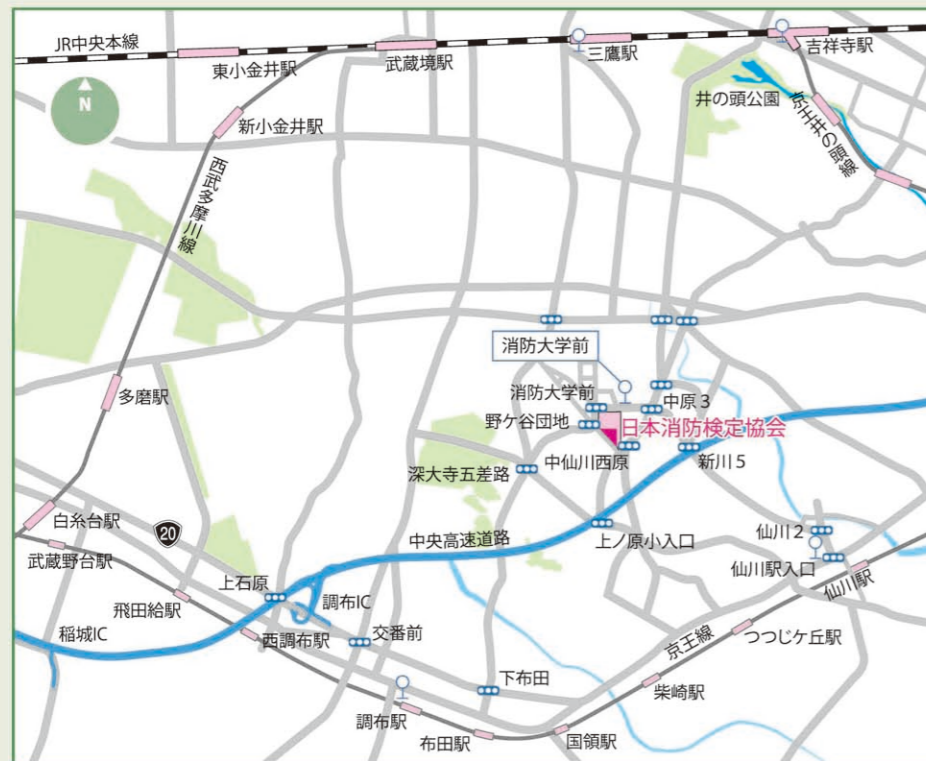 JR中央本線
東小金井駅
武蔵境駅
三鷹駅
吉祥寺駅
N
新小金井駅
井の頭公園
京王井の頭線
西武多摩川線
消防大学前
多磨駅
消防大学前
中原3
野ケ谷団地
日本消防検定協会
中仙川西原
新川5
深大寺五差路
白糸台駅
20
武蔵野台駅
中央高速道路
上ノ原小入口
仙川2
仙川駅入口
仙川駅
上石原
飛田給駅
調布IC
稲城IC
西調布駅
交番前
京王線
つつじケ丘駅
下布田
柴崎駅
調布駅
布田駅
国領駅